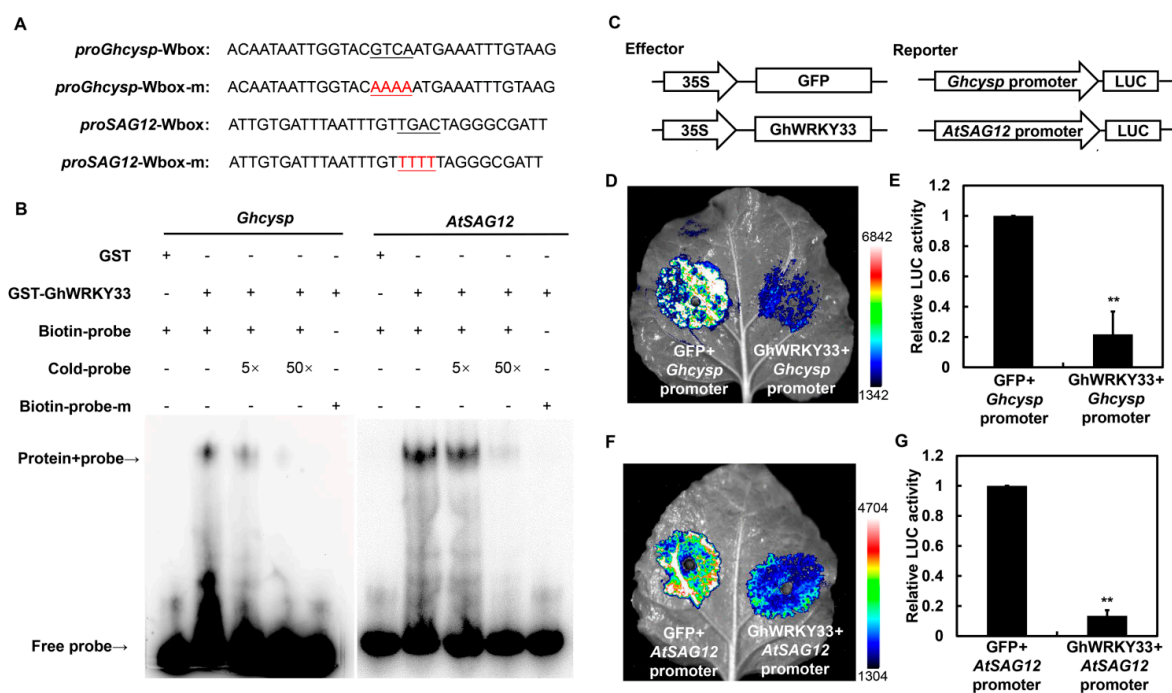 A
proGhcysp-Wbox: ACAATAATTGGTACGTCAATGAAATTTGTAAG
proGhcysp-Wbox-m: ACAATAATTGGTACAAAAATGAAATTTGTAAG
proSAG12-Wbox: ATTGTGATTTAATTTGTTGACTAGGGCGATT
proSAG12-Wbox-m: ATTGTGATTTAATTTGTTTTTTAGGGCGATT
B
Ghcysp AtSAG12
GST + - - - - + - - - -
GST-GhWRKY33 - + + + + - + + + +
Biotin-probe + + + + - + + + + -
Cold-probe - - 5× 50× - - - 5× 50× -
Biotin-probe-m - - - - + - - - - +
Protein+probe→
Free probe→
C
Effector Reporter
35S GFP Ghcysp promoter LUC
35S GhWRKY33 AtSAG12 promoter LUC
D
6842
1342
GFP+
Ghcysp
promoter
GhWRKY33+
Ghcysp
promoter
E
Relative LUC activity
1.2
1
0.8
0.6
0.4
0.2
0
**
GFP+
Ghcysp
promoter
GhWRKY33+
Ghcysp
promoter
F
4704
1304
GFP+
AtSAG12
promoter
GhWRKY33+
AtSAG12
promoter
G
Relative LUC activity
1.2
1
0.8
0.6
0.4
0.2
0
**
GFP+
AtSAG12
promoter
GhWRKY33+
AtSAG12
promoter